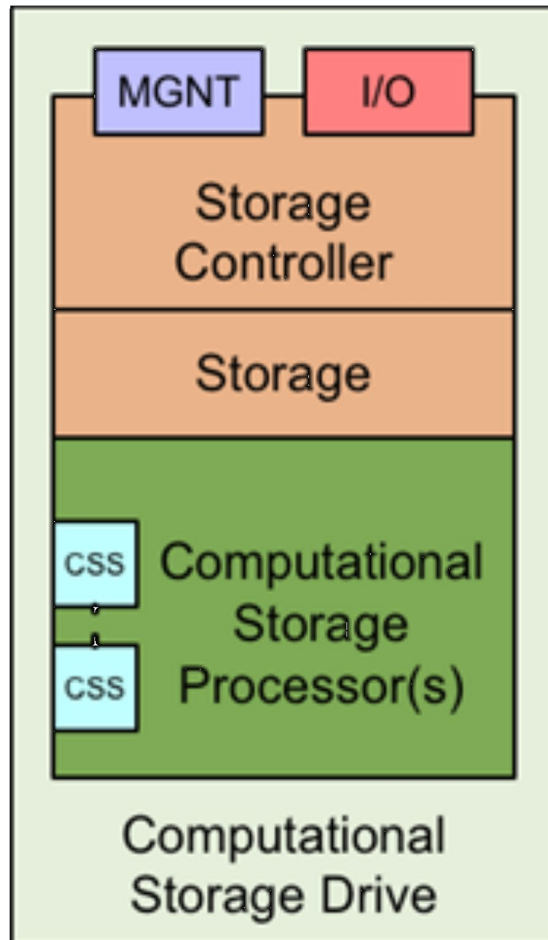 MGNT
I/O
Storage
Controller
Storage
CSS
Computational
Storage
Processor(s)
CSS
Computational
Storage Drive